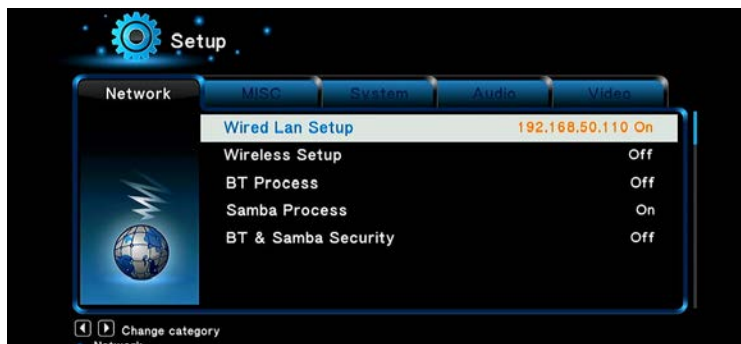 Setup
Network MISC System Audio Video
Wired Lan Setup 192.168.50.110 On
Wireless Setup Off
BT Process Off
Samba Process On
BT & Samba Security Off
Change category
Network